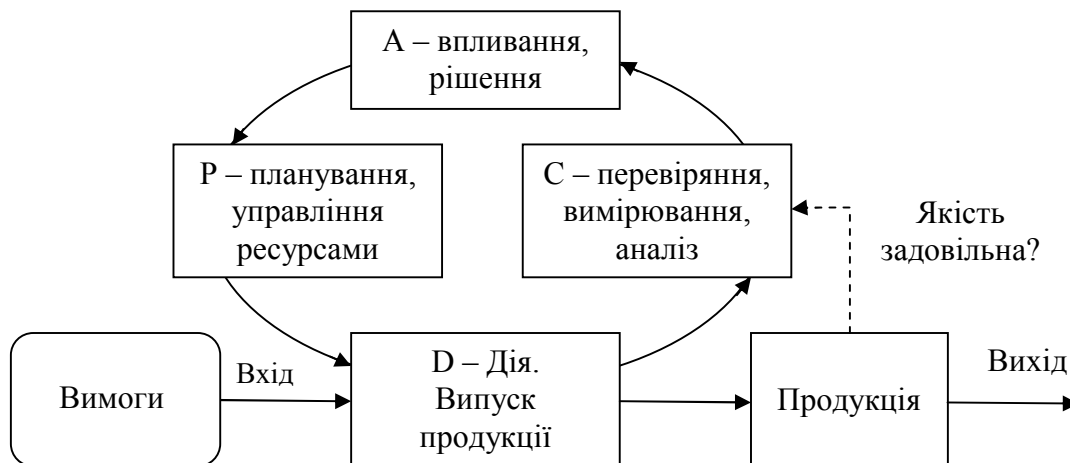 А – впливання,
рішення
Р – планування,
управління
ресурсами
С – перевіряння,
вимірювання,
аналіз
Якість
задовільна?
Вимоги
Вхід
D – Дія.
Випуск
продукції
Продукція
Вихід